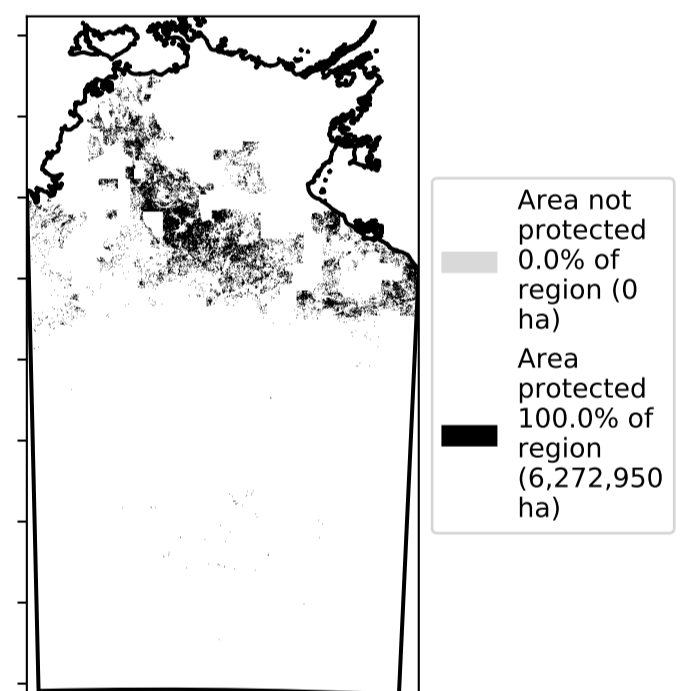 Area not
protected
0.0% of
region (0
ha)
Area
protected
100.0% of
region
(6,272,950
ha)